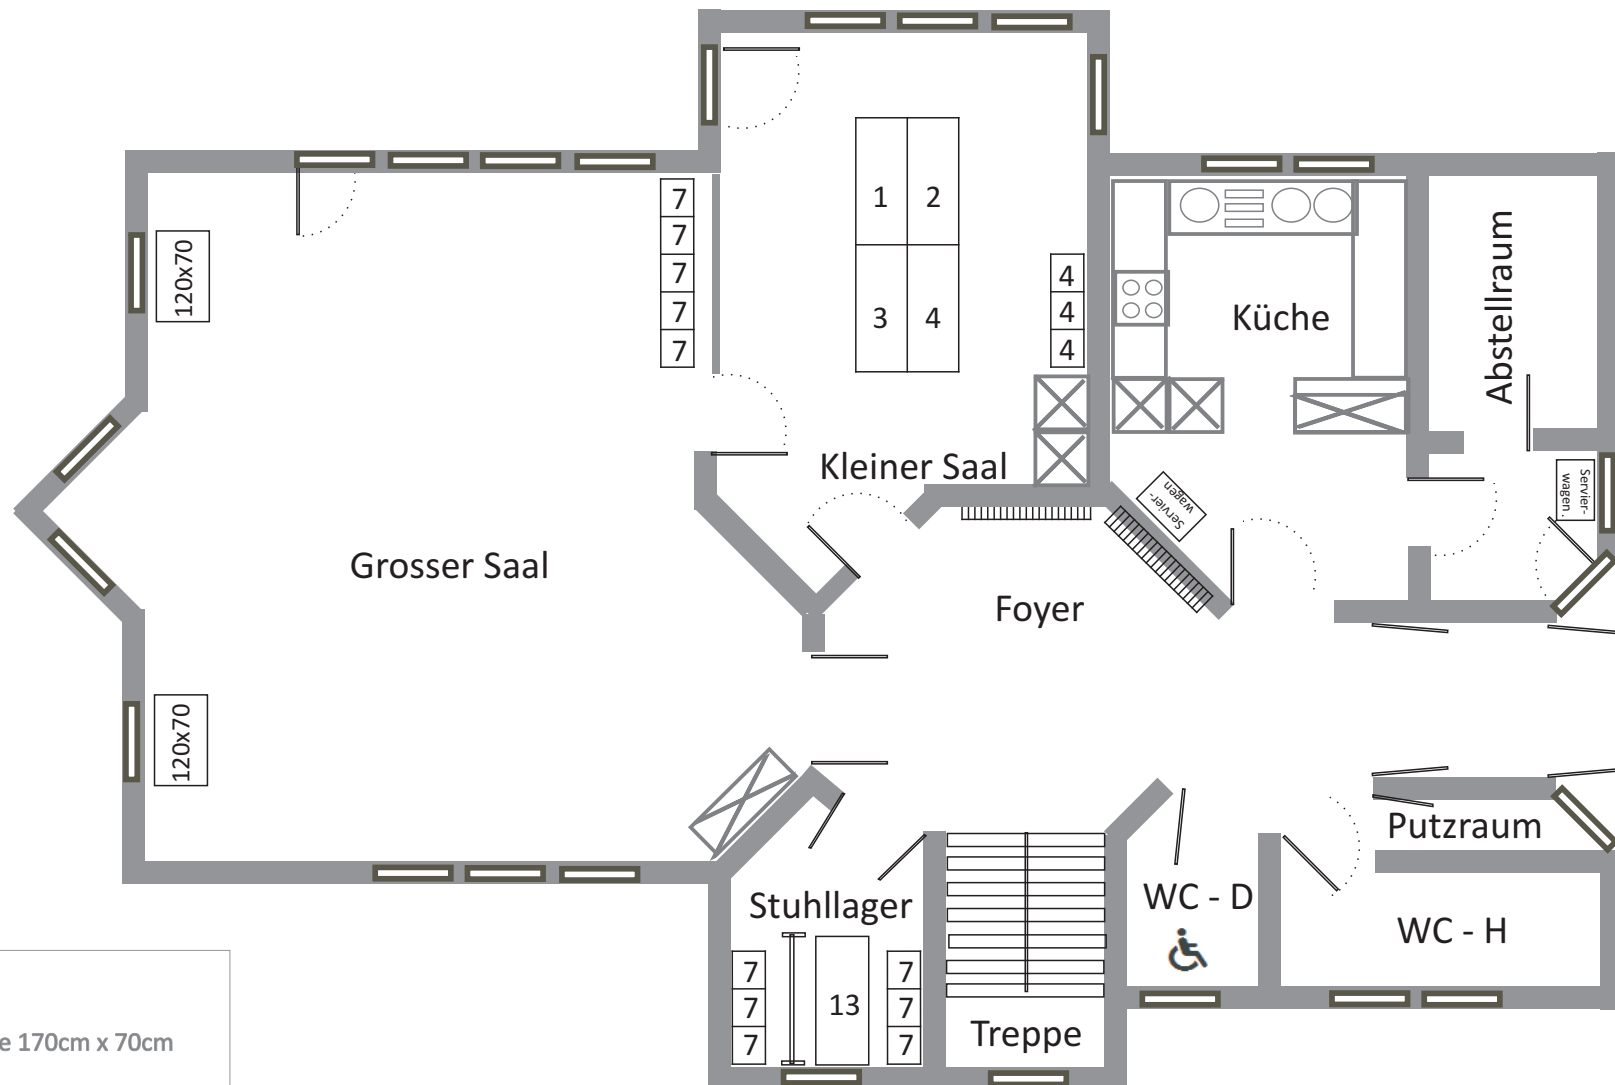 7
7
7
7
7
120x70
120x70
Grosser Saal
1 2
3 4
4
4
4
Kleiner Saal
Küche
Abstellraum
Servier-
wagen
Servier-
wagen.
Foyer
Putzraum
Stuhllager
7
7
7
13
7
7
7
Treppe
WC - D
WC - H
e 170cm x 70cm